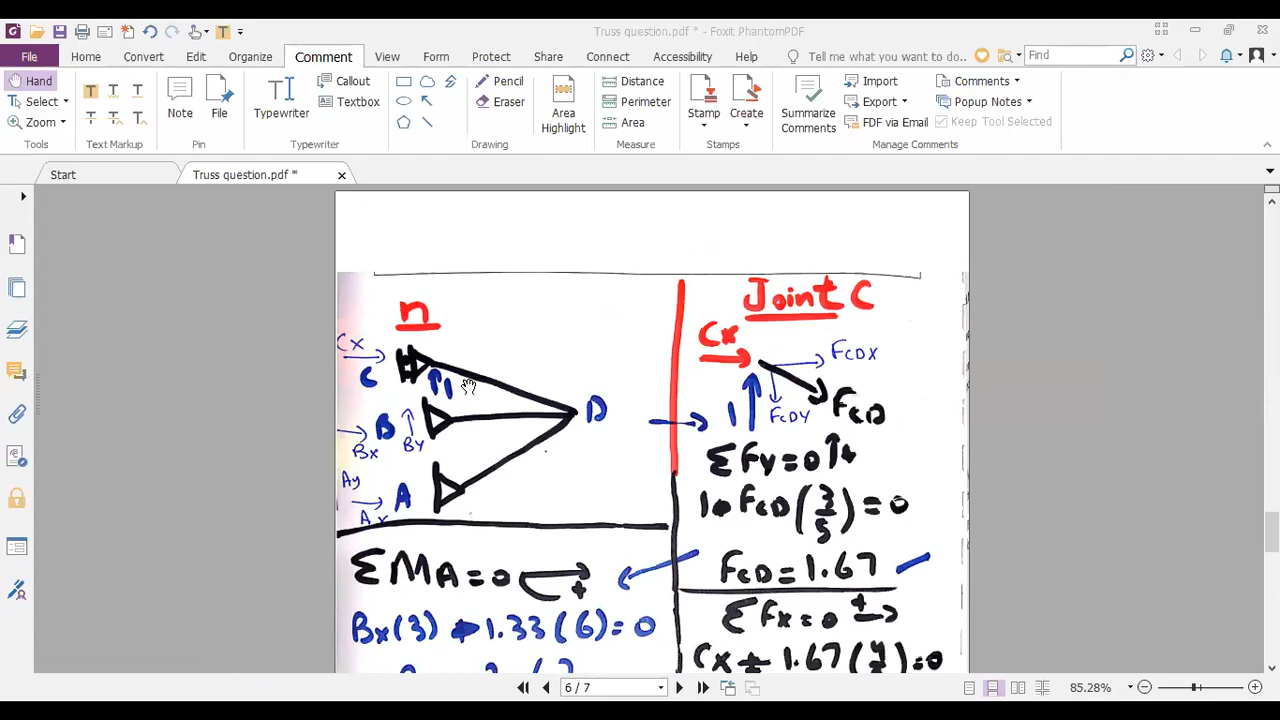 Truss question.pdf * - Foxit PhantomPDF
File Home Convert Edit Organize Comment View Form Protect Share Connect Accessibility Help Tell me what you want to do... Find
Hand
Select
Zoom
Tools
Text Markup
Note File
Pin
Typewriter
Callout
Textbox
Typewriter
Pencil
Eraser
Area Highlight
Drawing
Distance
Perimeter
Area
Measure
Stamp Create
Stamps
Summarize Comments
Import
Export
FDF via Email
Comments
Popup Notes
Keep Tool Selected
Manage Comments
Start
Truss question.pdf *
n
Cx
C
1
B
Bx
By
D
Ay
A
Ax
ΣMA=0 +
Bx(3) + 1.33(6)=0
Joint C
Cx
FCDX
1
FCDY
FCD
ΣFy=0 ↑+
FCD(3/5)=0
FCD=1.67
ΣFx=0 +→
Cx + 1.67(4/
)=0
6 / 7
85.28%